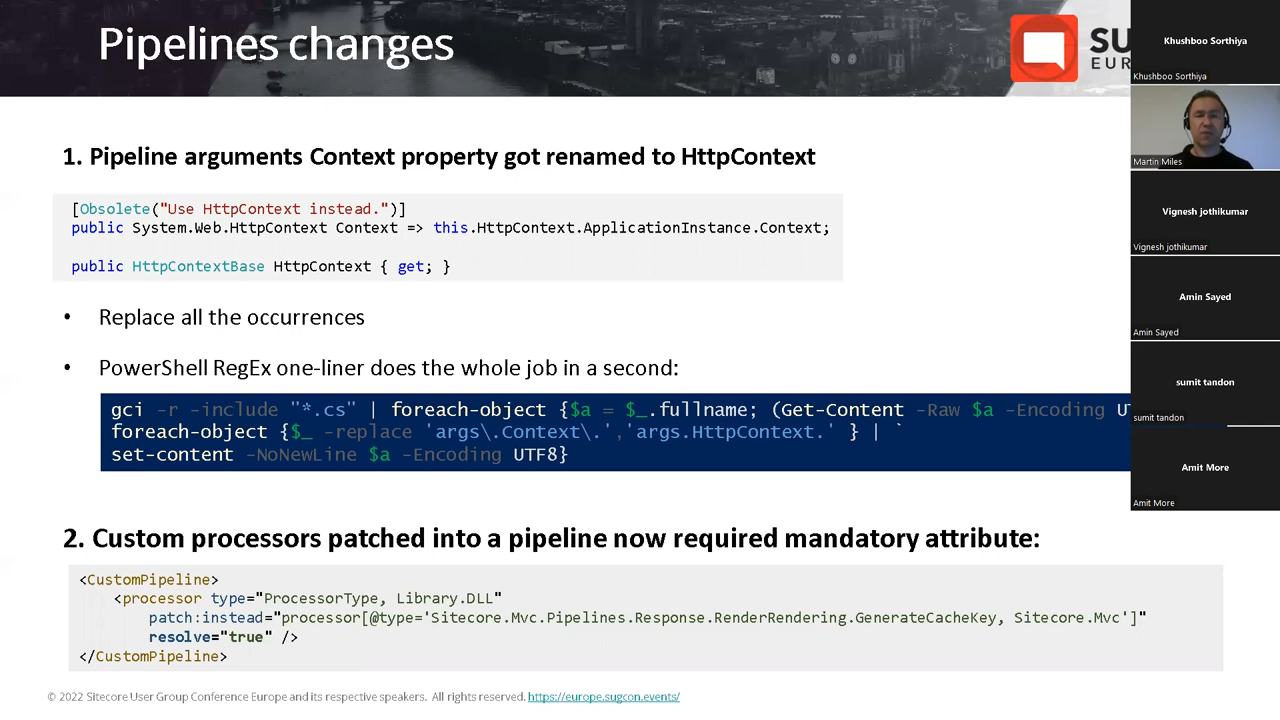 Pipelines changes
SU
EUR
1. Pipeline arguments Context property got renamed to HttpContext
[Obsolete("Use HttpContext instead.")]
public System.Web.HttpContext Context => this.HttpContext.ApplicationInstance.Context;
public HttpContextBase HttpContext { get; }
• Replace all the occurrences
• PowerShell RegEx one-liner does the whole job in a second:
gci -r -include "*.cs" | foreach-object {$a = $_.fullname; (Get-Content -Raw $a -Encoding UT
foreach-object {$_ -replace 'args\.Context\.','args.HttpContext.' } | `
set-content -NoNewLine $a -Encoding UTF8}
2. Custom processors patched into a pipeline now required mandatory attribute:
<CustomPipeline>
<processor type="ProcessorType, Library.DLL"
patch:instead="processor[@type='Sitecore.Mvc.Pipelines.Response.RenderRendering.GenerateCacheKey, Sitecore.Mvc']"
resolve="true" />
</CustomPipeline>
© 2022 Sitecore User Group Conference Europe and its respective speakers. All rights reserved. https://europe.sugcon.events/
Khushboo Sorthiya
Khushboo Sorthiya
Martin Miles
Vignesh jothikumar
Vignesh jothikumar
Amin Sayed
Amin Sayed
sumit tandon
sumit tandon
Amit More
Amit More